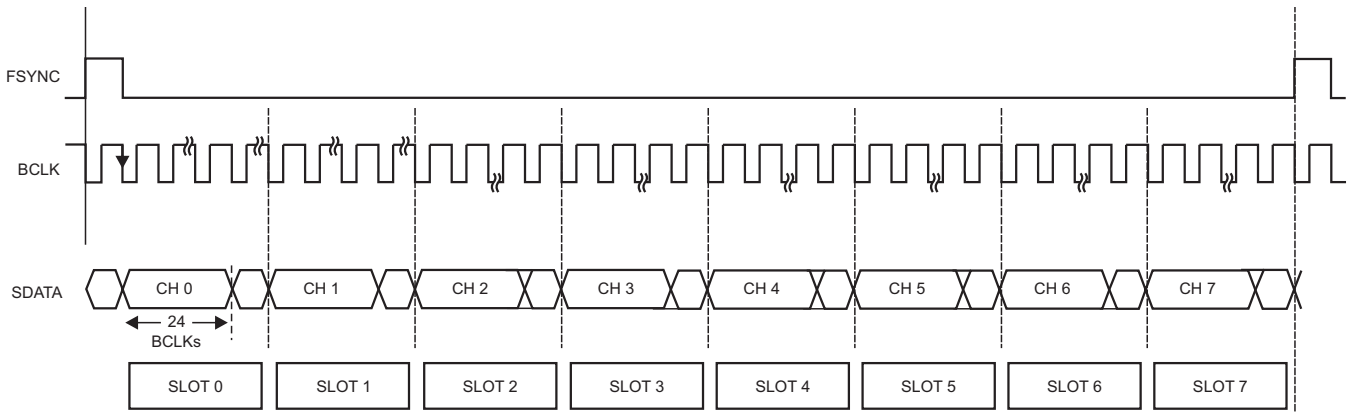 FSYNC
BCLK
SDATA
CH 0
CH 1
CH 2
CH 3
CH 4
CH 5
CH 6
CH 7
24
BCLKs
SLOT 0
SLOT 1
SLOT 2
SLOT 3
SLOT 4
SLOT 5
SLOT 6
SLOT 7